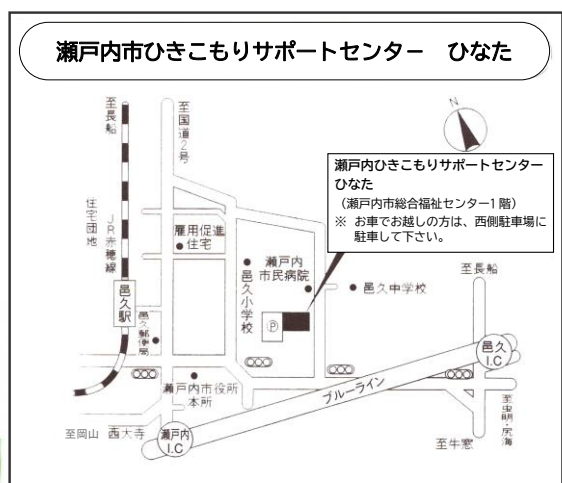 瀬戸内市ひきこもりサポートセンター　ひなた
至長船
至国道2号
N
瀬戸内ひきこもりサポートセンター
ひなた
（瀬戸内市総合福祉センター1階）
※　お車でお越しの方は、西側駐車場に
駐車して下さい。
住宅団地
JR赤穂線
雇用促進
住宅
瀬戸内
市民病院
至長船
邑久駅
邑久郵便局
邑久小学校
邑久中学校
Ⓟ
邑久
I.C
瀬戸内市役所
本所
ブルーライン
至虫明・尻海
至岡山　西大寺
瀬戸内
I.C
至牛窓